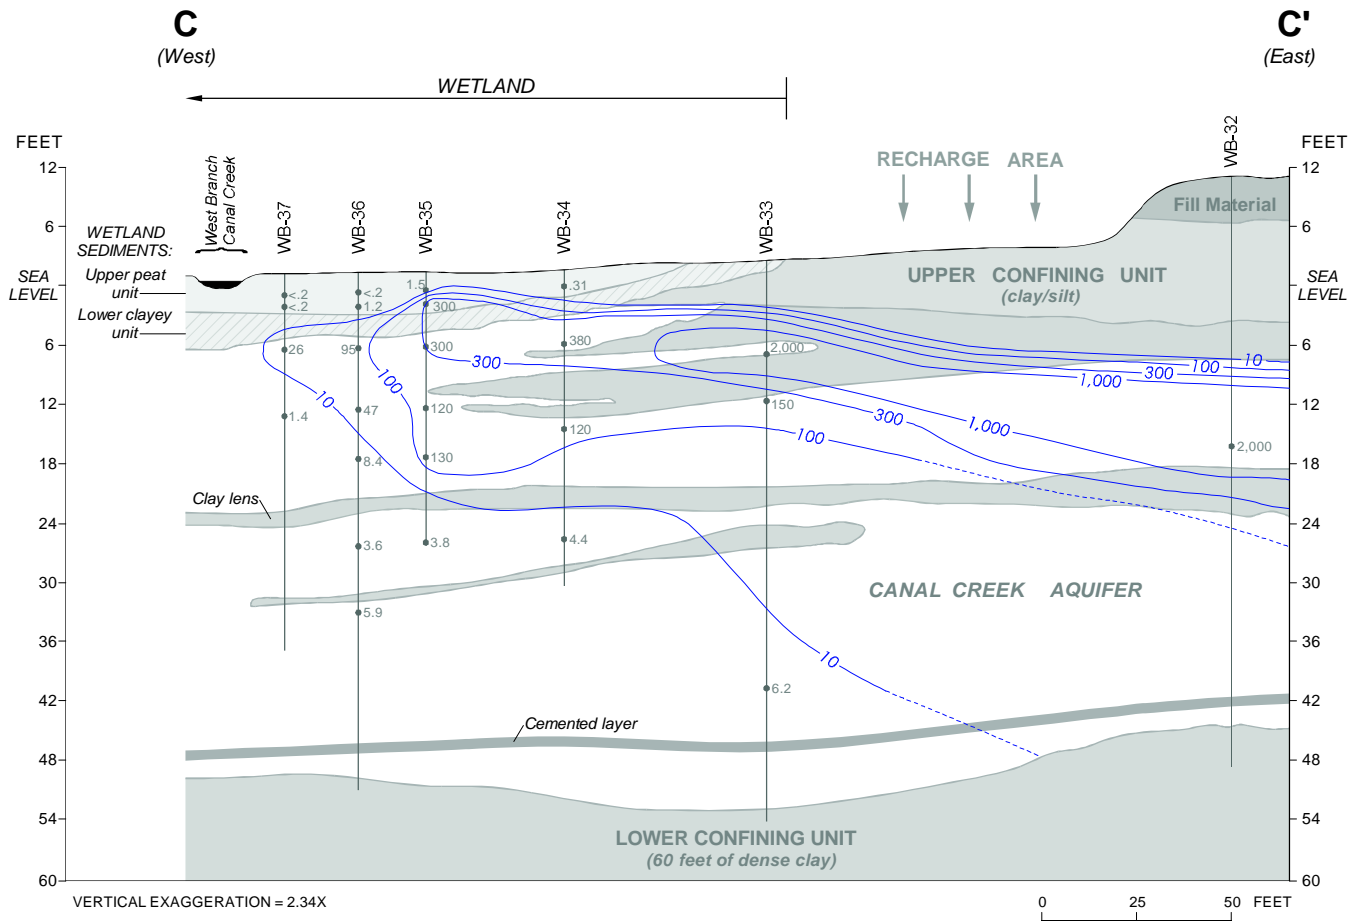 C
(West)
C'
(East)
WETLAND
FEET
FEET
WB-32
12
12
West Branch
Canal Creek
RECHARGE AREA
Fill Material
WB-37
WB-36
WB-35
WB-34
WB-33
6
6
WETLAND
SEDIMENTS:
Upper peat
unit
Lower clayey
unit
SEA
LEVEL
SEA
LEVEL
UPPER CONFINING UNIT
(clay/silt)
<.2
<.2
1.5
.31
<.2
1.2
300
26
95
300
380
2,000
6
6
300
10
100
300
1,000
10
100
1.4
47
120
150
12
12
300
1,000
100
120
2,000
8.4
130
18
18
Clay lens
24
24
3.6
3.8
4.4
30
30
5.9
CANAL CREEK AQUIFER
36
36
10
6.2
42
42
Cemented layer
48
48
54
54
LOWER CONFINING UNIT
(60 feet of dense clay)
60
60
VERTICAL EXAGGERATION = 2.34X
0 25 50 FEET